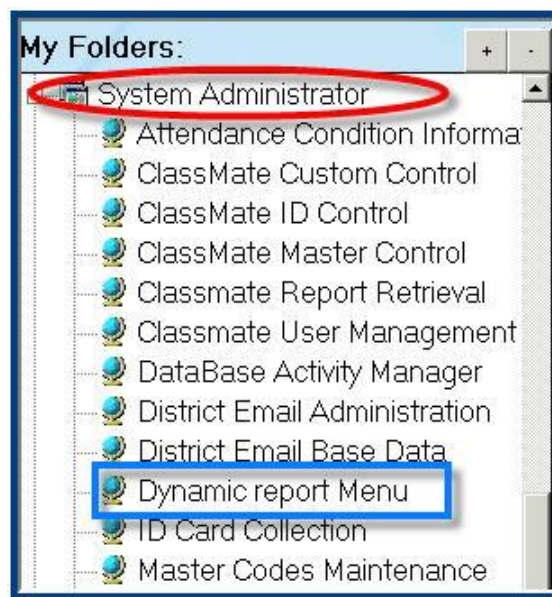 My Folders:
+ -
System Administrator
Attendance Condition Informa
ClassMate Custom Control
ClassMate ID Control
ClassMate Master Control
Classmate Report Retrieval
Classmate User Management
DataBase Activity Manager
District Email Administration
District Email Base Data
Dynamic report Menu
ID Card Collection
Master Codes Maintenance